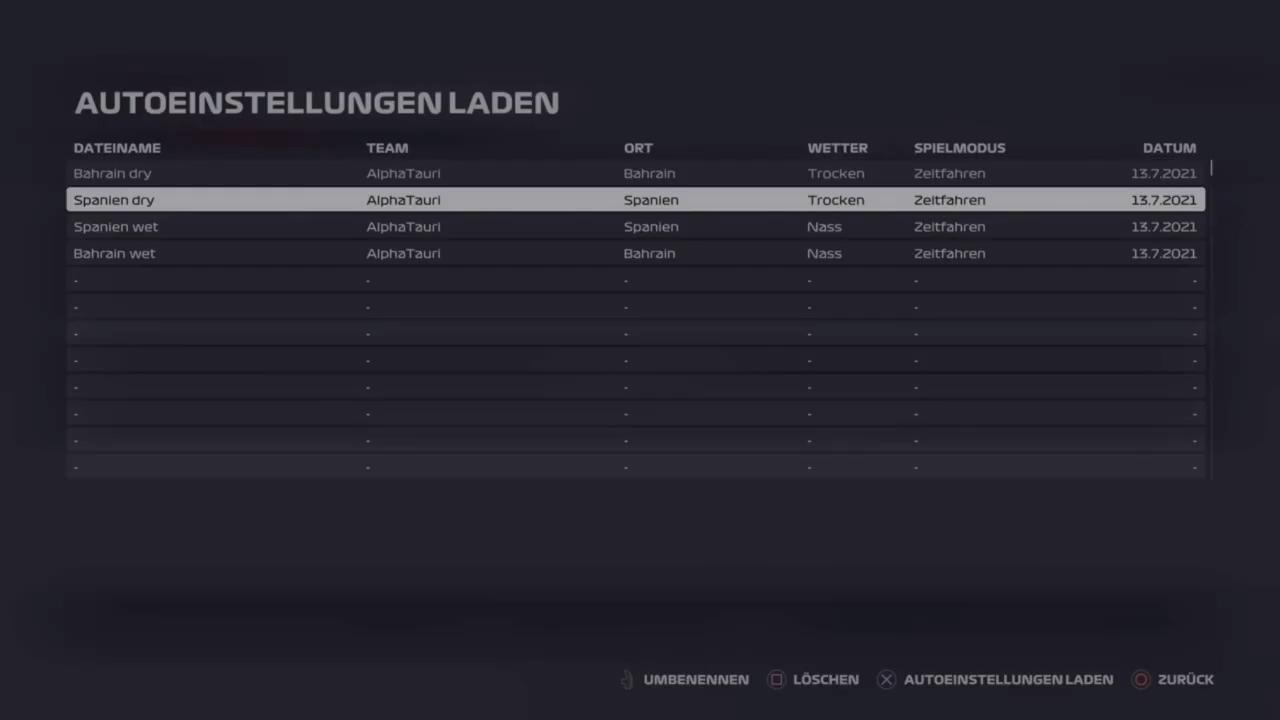 AUTOEINSTELLUNGEN LADEN
DATEINAME TEAM ORT WETTER SPIELMODUS DATUM
Bahrain dry AlphaTauri Bahrain Trocken Zeitfahren 13.7.2021
Spanien dry AlphaTauri Spanien Trocken Zeitfahren 13.7.2021
Spanien wet AlphaTauri Spanien Nass Zeitfahren 13.7.2021
Bahrain wet AlphaTauri Bahrain Nass Zeitfahren 13.7.2021
- - - - - -
- - - - - -
- - - - - -
- - - - - -
- - - - - -
- - - - - -
- - - - - -
- - - - - -
UMBENENNEN LÖSCHEN AUTOEINSTELLUNGEN LADEN ZURÜCK